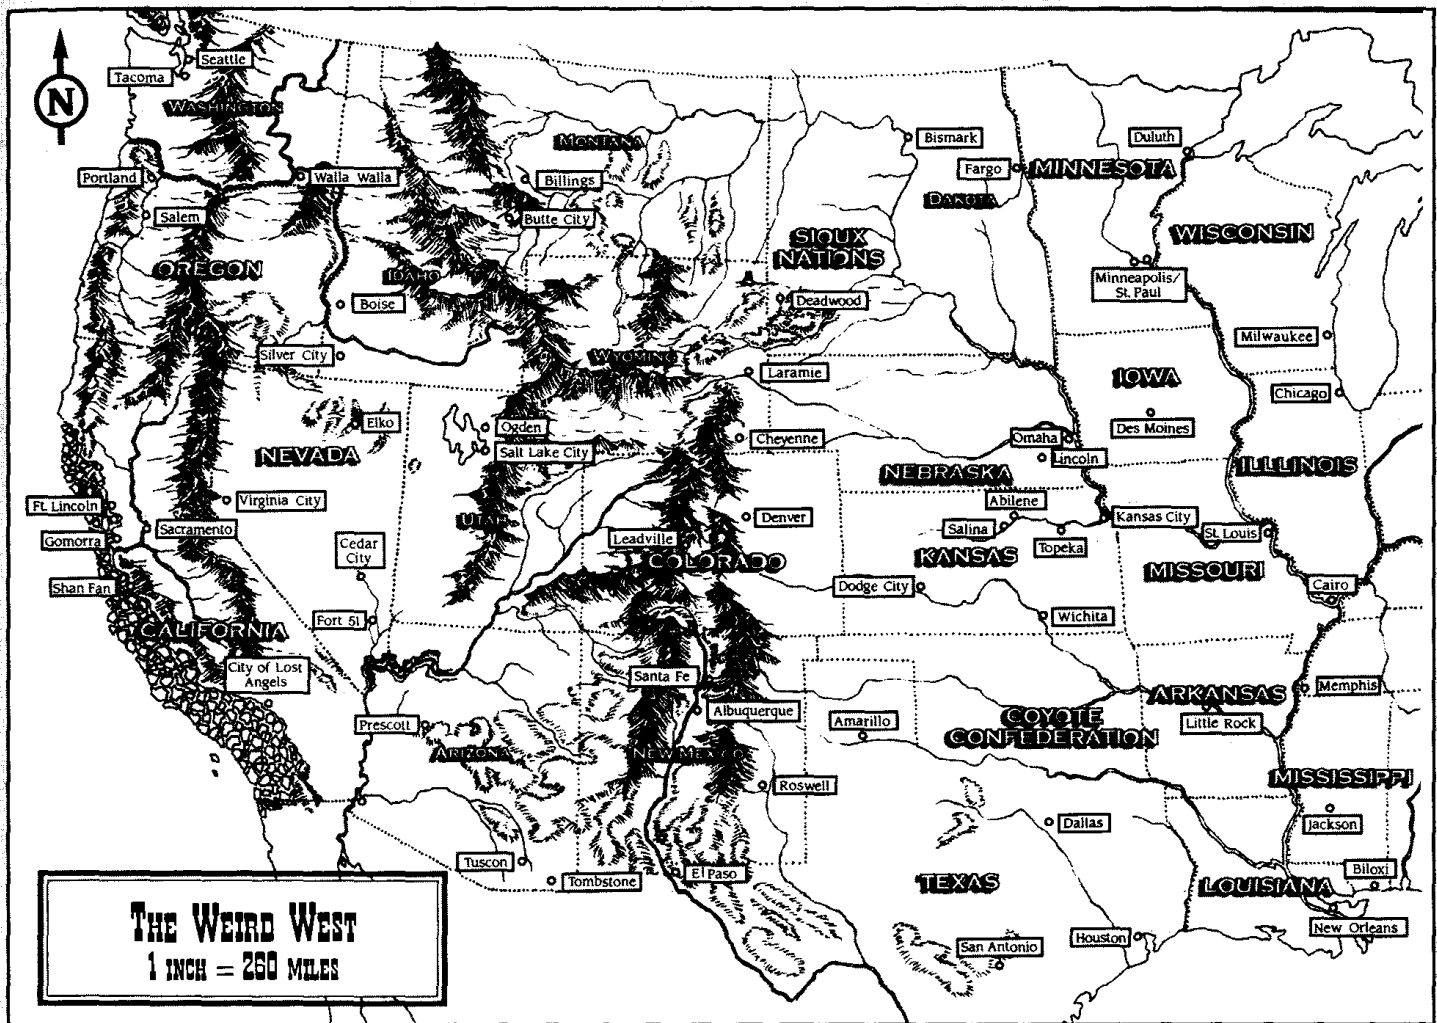 N
Seattle
Tacoma
WASHINGTON
Portland
Walla Walla
Salem
OREGON
Boise
IDAHO
Silver City
MONTANA
Billings
Butte City
WYOMING
Bismark
Fargo
DAKOTA
SIOUX
NATIONS
Deadwood
Laramie
Cheyenne
Duluth
MINNESOTA
WISCONSIN
Minneapolis/
St. Paul
Milwaukee
Chicago
IOWA
Des Moines
Omaha
Lincoln
NEBRASKA
ILLLINOIS
Elko
NEVADA
Ogden
Salt Lake City
UTAH
Ft. Lincoln
Gomorra
Shan Fan
Sacramento
Virginia City
Cedar
City
Fort 51
CALIFORNIA
City of Lost
Angels
Denver
Leadville
COLORADO
Abilene
Salina
Topeka
Kansas City
KANSAS
Dodge City
Wichita
St. Louis
MISSOURI
Cairo
Santa Fe
Albuquerque
Prescott
ARIZONA
NEW MEXICO
Roswell
Amarillo
COYOTE
CONFEDERATION
ARKANSAS
Little Rock
Memphis
MISSISSIPPI
Jackson
Biloxi
Tuscon
Tombstone
El Paso
Dallas
TEXAS
San Antonio
Houston
LOUISIANA
New Orleans
THE WEIRD WEST
1 INCH = 260 MILES